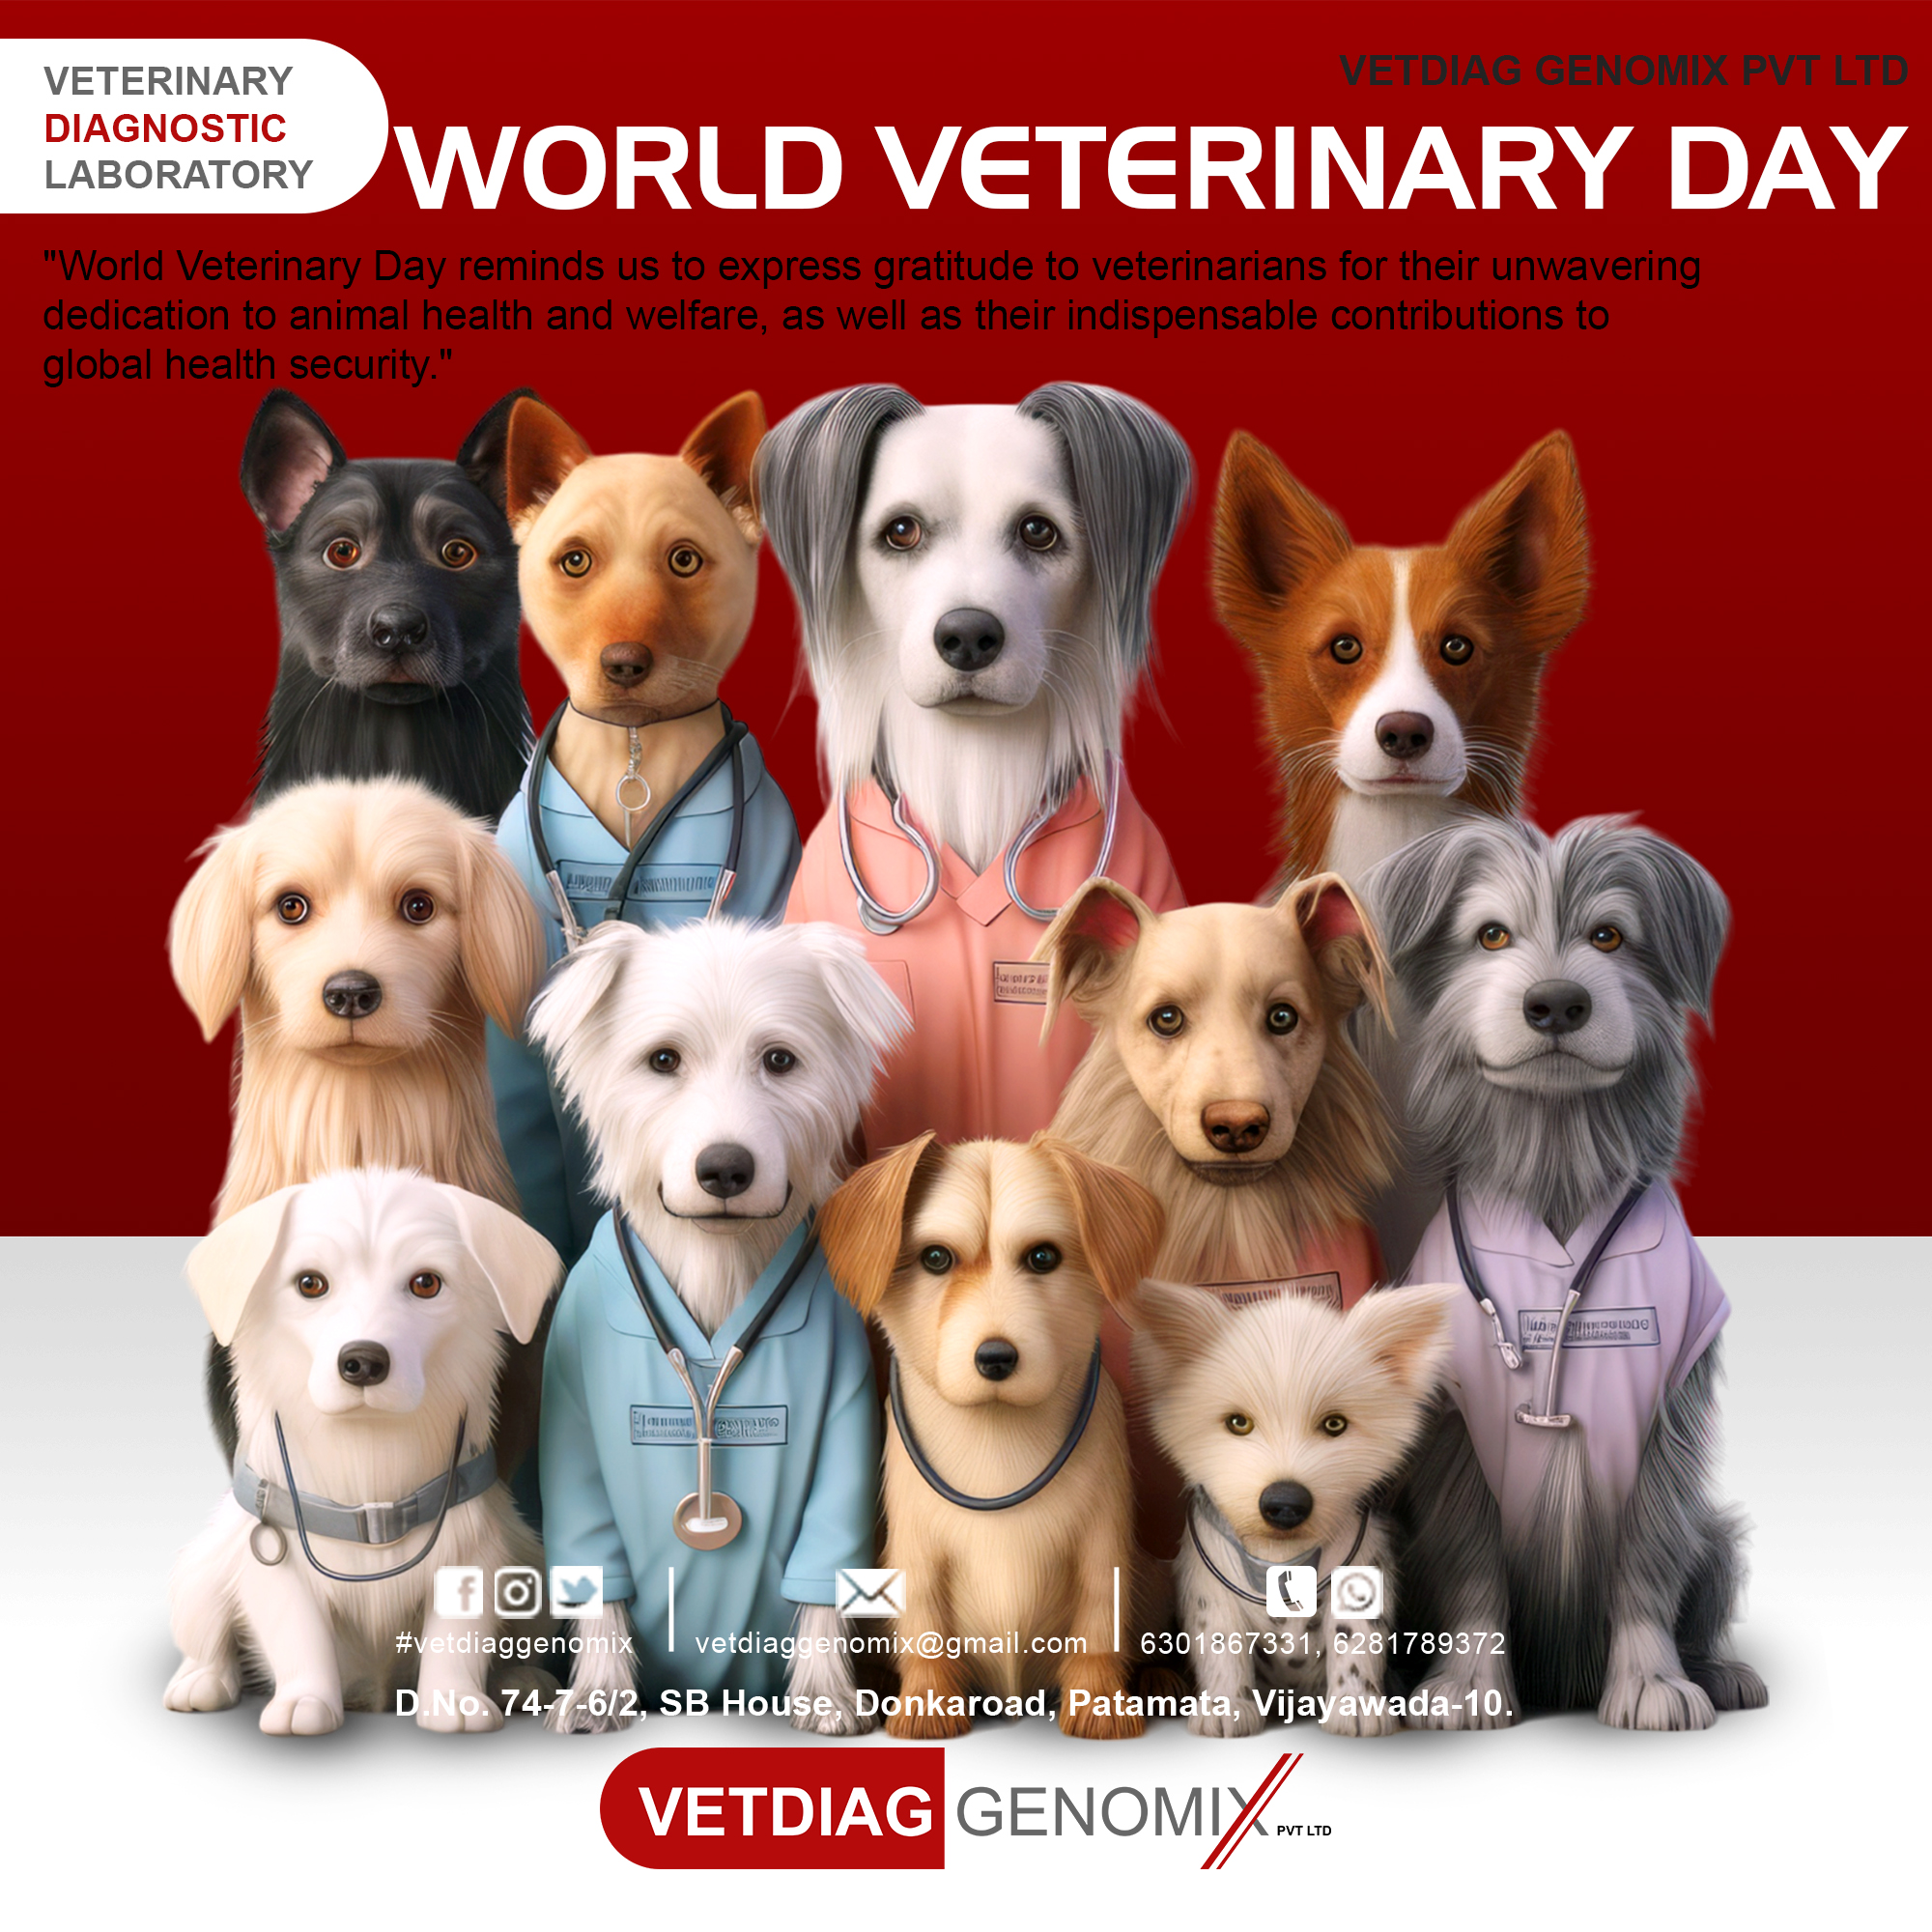 VETERINARY
DIAGNOSTIC
LABORATORY
VETDIAG GENOMIX PVT LTD
WORLD VETERINARY DAY
"World Veterinary Day reminds us to express gratitude to veterinarians for their unwavering
dedication to animal health and welfare, as well as their indispensable contributions to
global health security."
#vetdiaggenomix
vetdiaggenomix@gmail.com
6301867331, 6281789372
D.No. 74-7-6/2, SB House, Donkaroad, Patamata, Vijayawada-10.
VETDIAG GENOMIX PVT LTD